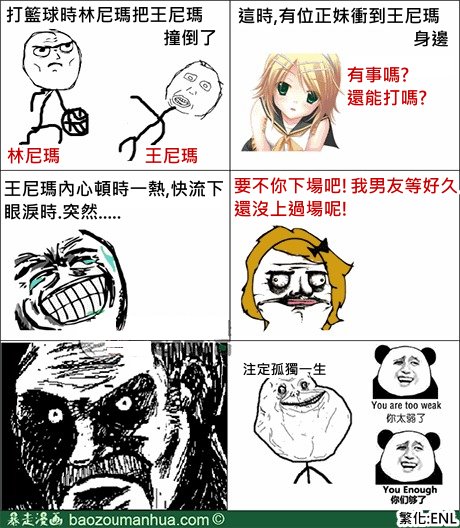 打籃球時林尼瑪把王尼瑪
撞倒了
林尼瑪
王尼瑪
這時,有位正妹衝到王尼瑪
身邊
有事嗎?
還能打嗎?
王尼瑪內心頓時一熱,快流下
眼淚時.突然.....
要不你下場吧! 我男友等好久
還沒上過場呢!
注定孤獨一生
You are too weak
你太弱了
You Enough
你们够了
暴走漫画 baozoumanhua.com ©
繁化:ENL